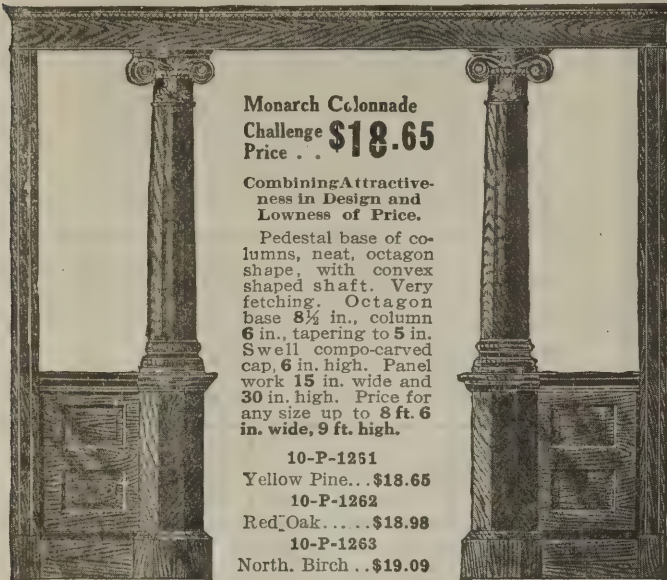 Monarch Colonnade
Challenge $18.65
Price . .
Combining Attractive-
ness in Design and
Lowness of Price.
Pedestal base of co-
lumns, neat, octagon
shape, with convex
shaped shaft. Very
fetching. Octagon
base 8½ in., column
6 in., tapering to 5 in.
Swell compo-carved
cap, 6 in. high. Panel
work 15 in. wide and
30 in. high. Price for
any size up to 8 ft. 6
in. wide, 9 ft. high.
10-P-1261
Yellow Pine...$18.65
10-P-1262
Red Oak......$18.98
10-P-1263
North. Birch ..$19.09